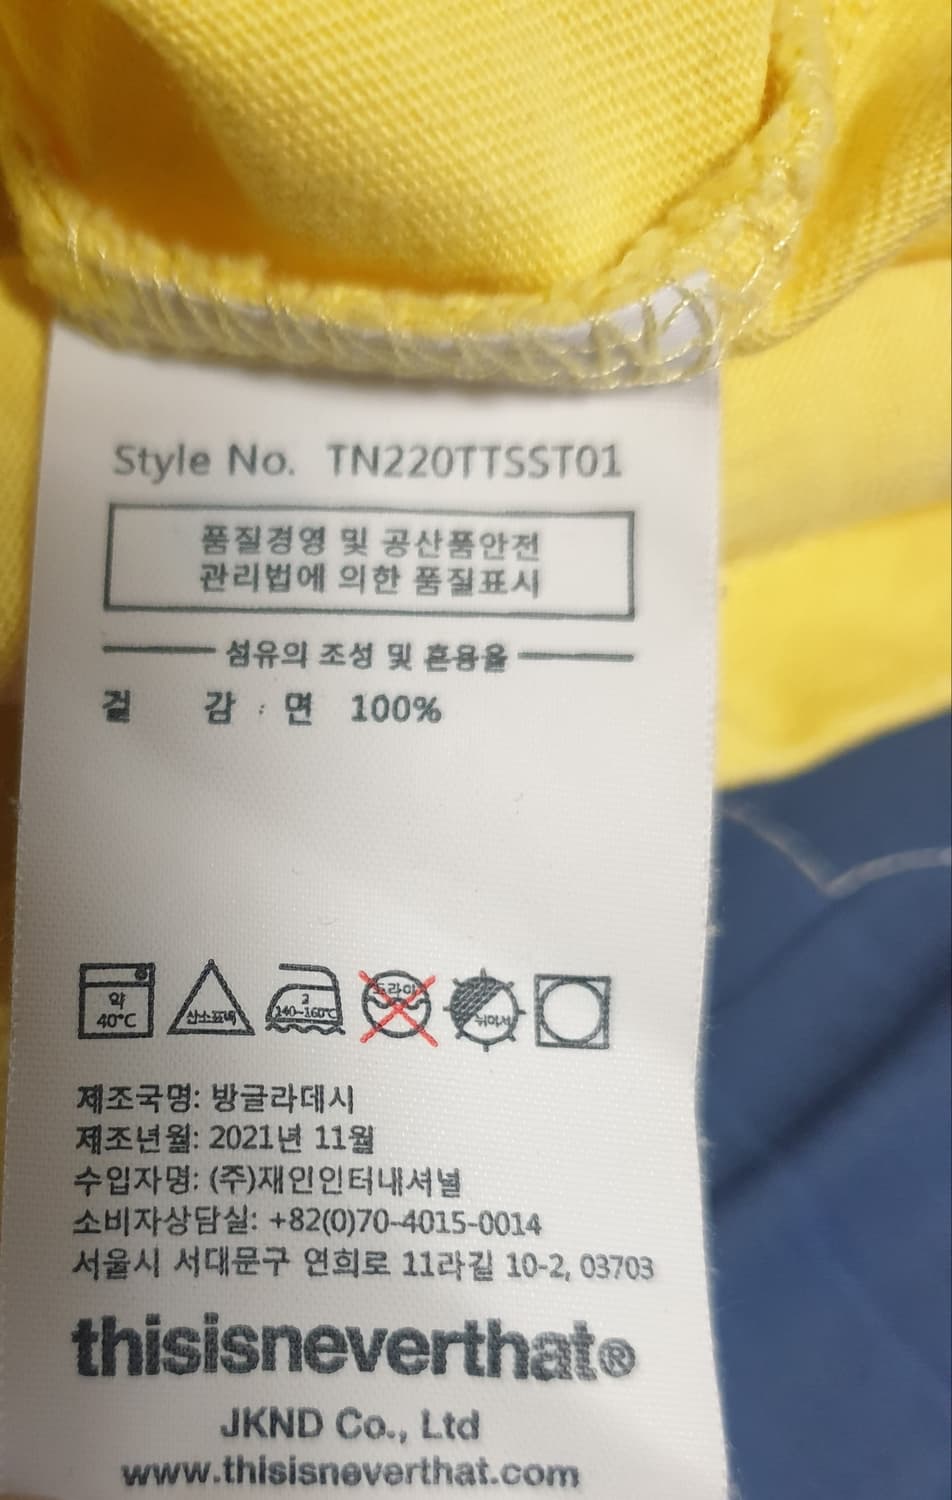 Style No. TN220TTSST01
품질경영 및 공산품안전
관리법에 의한 품질표시
섬유의 조성 및 혼용율
겉 감 : 면 100%
약
40℃
산소표백
2
140~160℃
드라이
뉘어서
제조국명: 방글라데시
제조년월: 2021년 11월
수입자명: (주)재인인터내셔널
소비자상담실: +82(0)70-4015-0014
서울시 서대문구 연희로 11라길 10-2, 03703
thisisneverthat®
JKND Co., Ltd
www.thisisneverthat.com